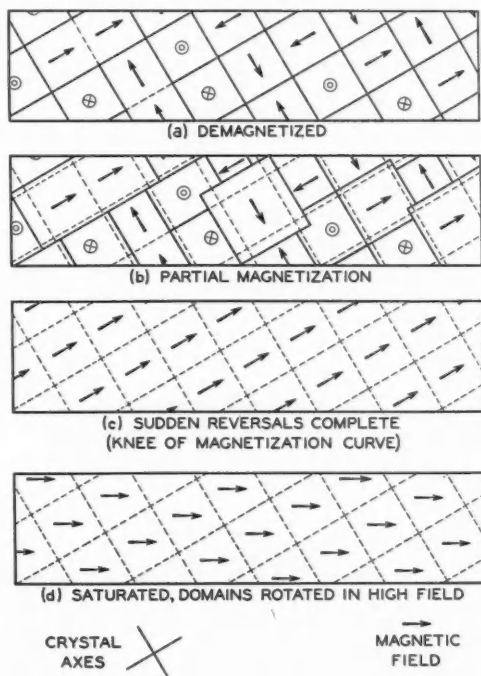 (a) DEMAGNETIZED
(b) PARTIAL MAGNETIZATION
(c) SUDDEN REVERSALS COMPLETE
(KNEE OF MAGNETIZATION CURVE)
(d) SATURATED, DOMAINS ROTATED IN HIGH FIELD
CRYSTAL
AXES
MAGNETIC
FIELD